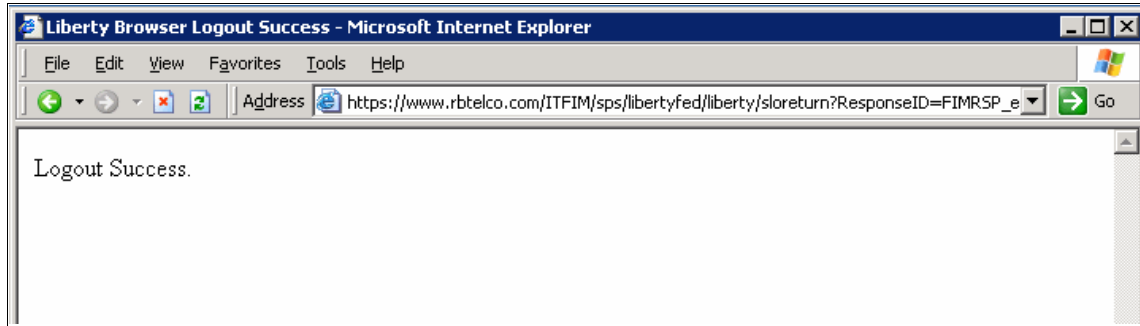 Liberty Browser Logout Success - Microsoft Internet Explorer
File Edit View Favorites Tools Help
Address https://www.rbtelco.com/ITFIM/sps/libertyfed/liberty/sloreturn?ResponseID=FIMRSP_e Go
Logout Success.